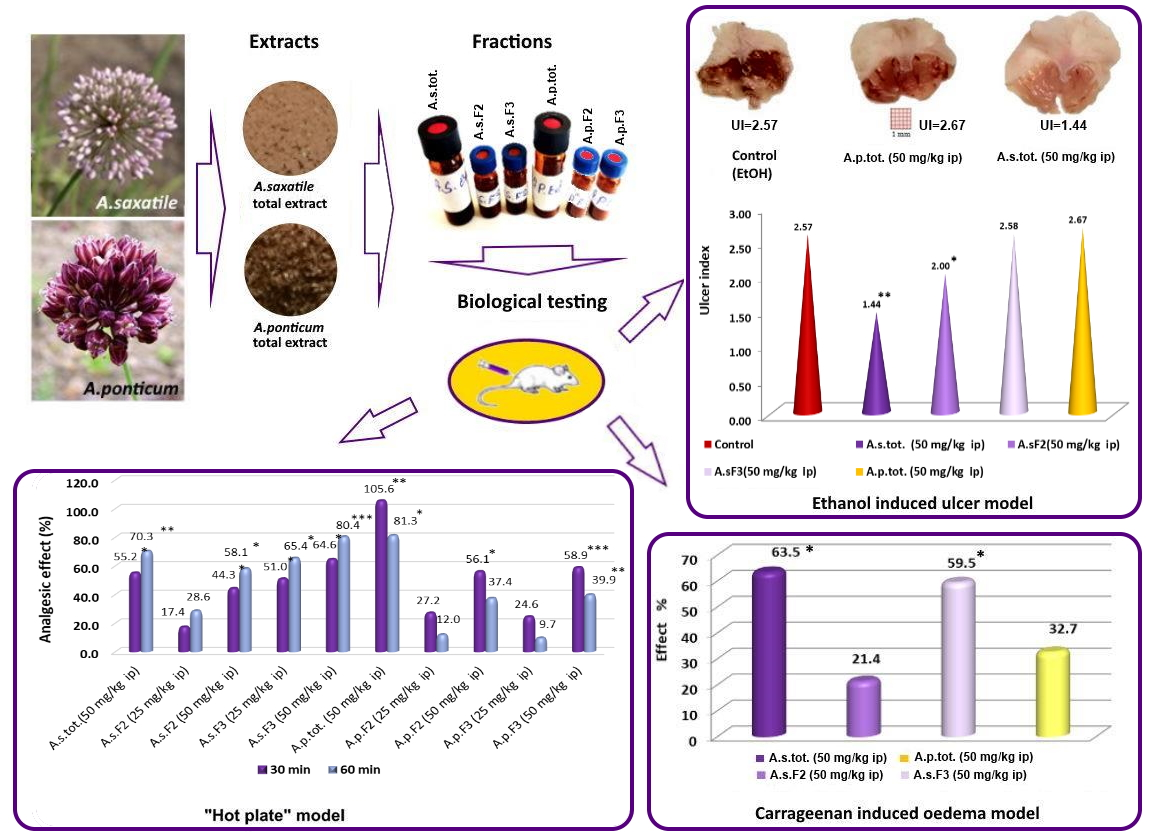 Extracts
Fractions
A.saxatile
A.ponticum
A.saxatile
total extract
A.ponticum
total extract
A.s.tot.
A.s.F2
A.s.F3
A.p.tot.
A.p.F2
A.p.F3
Biological testing
UI=2.57
1 mm
UI=2.67
UI=1.44
Control
(EtOH)
A.p.tot. (50 mg/kg ip)
A.s.tot. (50 mg/kg ip)
Ulcer index
3.00
2.50
2.00
1.50
1.00
0.50
0.00
2.57
1.44 **
2.00 *
2.58
2.67
Control
A.s.tot. (50 mg/kg ip)
A.sF2(50 mg/kg ip)
A.sF3(50 mg/kg ip)
A.p.tot. (50 mg/kg ip)
Ethanol induced ulcer model
Analgesic effect (%)
120.0
100.0
80.0
60.0
40.0
20.0
0.0
55.2 *
70.3 **
17.4
28.6
44.3 *
58.1 *
51.0 *
65.4 *
64.6 *
80.4 ***
105.6 **
81.3 *
27.2
12.0
56.1 *
37.4
24.6
9.7
58.9 ***
39.9 **
A.s.tot.(50 mg/kg ip)
A.s.F2 (25 mg/kg ip)
A.s.F2 (50 mg/kg ip)
A.s.F3 (25 mg/kg ip)
A.s.F3 (50 mg/kg ip)
A.p.tot. (50 mg/kg ip)
A.p.F2 (25 mg/kg ip)
A.p.F2 (50 mg/kg ip)
A.p.F3 (25 mg/kg ip)
A.p.F3 (50 mg/kg ip)
30 min
60 min
"Hot plate" model
Effect %
70
60
50
40
30
20
10
0
63.5 *
21.4
59.5 *
32.7
A.s.tot. (50 mg/kg ip)
A.p.tot. (50 mg/kg ip)
A.s.F2 (50 mg/kg ip)
A.s.F3 (50 mg/kg ip)
Carrageenan induced oedema model